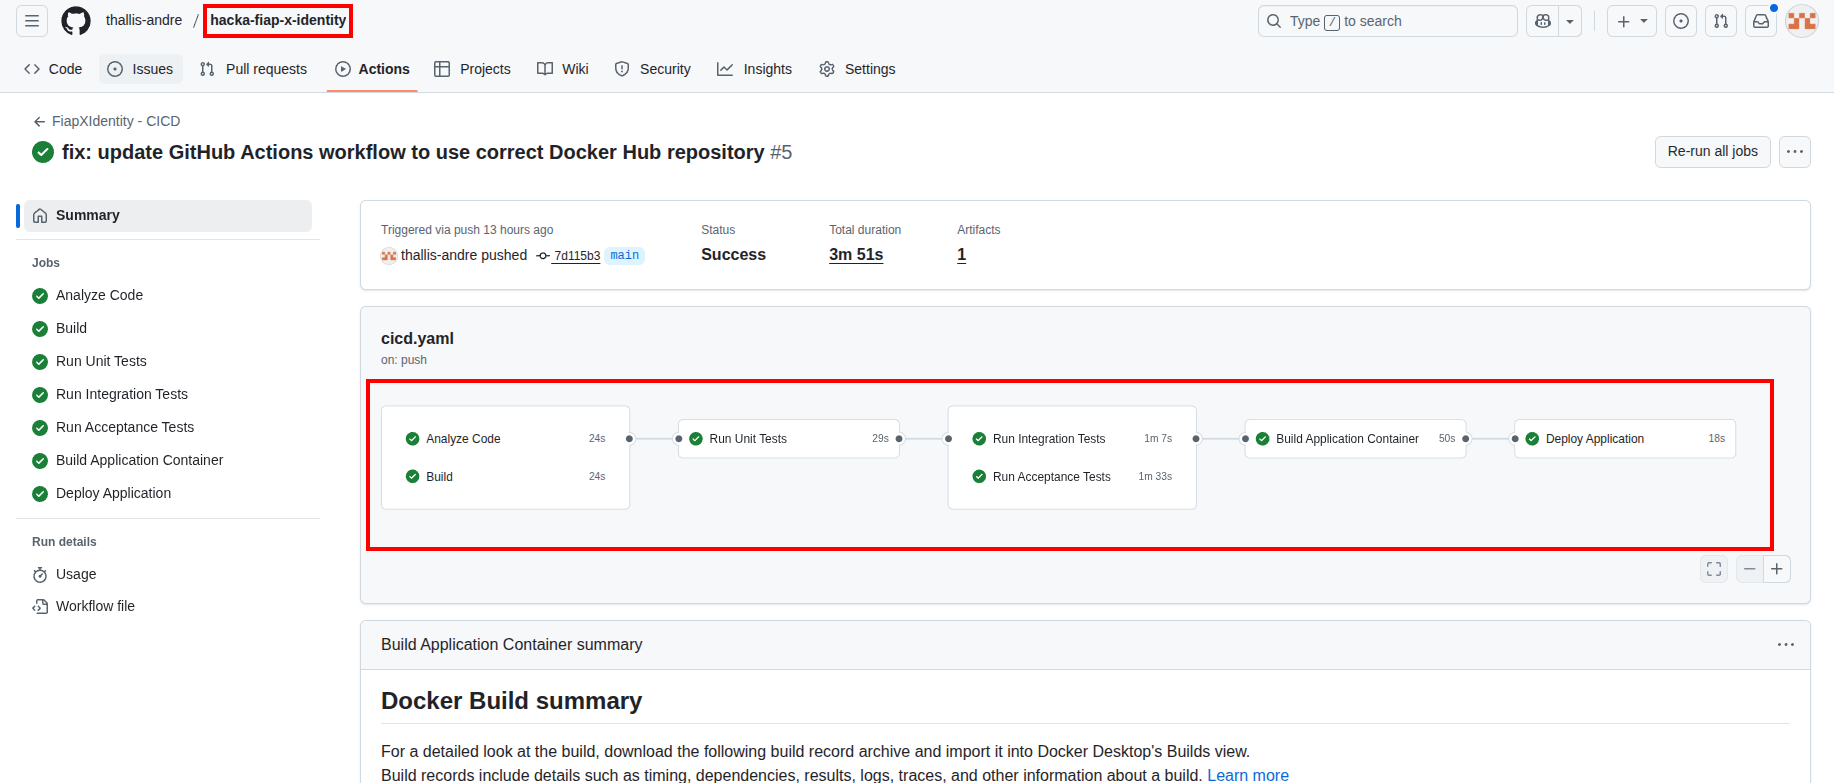 thallis-andre / hacka-fiap-x-identity
Type / to search
Code Issues Pull requests Actions Projects Wiki Security Insights Settings
FiapXIdentity - CICD
fix: update GitHub Actions workflow to use correct Docker Hub repository #5
Re-run all jobs
Summary
Jobs
Analyze Code
Build
Run Unit Tests
Run Integration Tests
Run Acceptance Tests
Build Application Container
Deploy Application
Run details
Usage
Workflow file
Triggered via push 13 hours ago
thallis-andre pushed 7d115b3 main
Status
Success
Total duration
3m 51s
Artifacts
1
cicd.yaml
on: push
Analyze Code 24s
Build 24s
Run Unit Tests 29s
Run Integration Tests 1m 7s
Run Acceptance Tests 1m 33s
Build Application Container 50s
Deploy Application 18s
Build Application Container summary
Docker Build summary
For a detailed look at the build, download the following build record archive and import it into Docker Desktop's Builds view.
Build records include details such as timing, dependencies, results, logs, traces, and other information about a build. Learn more